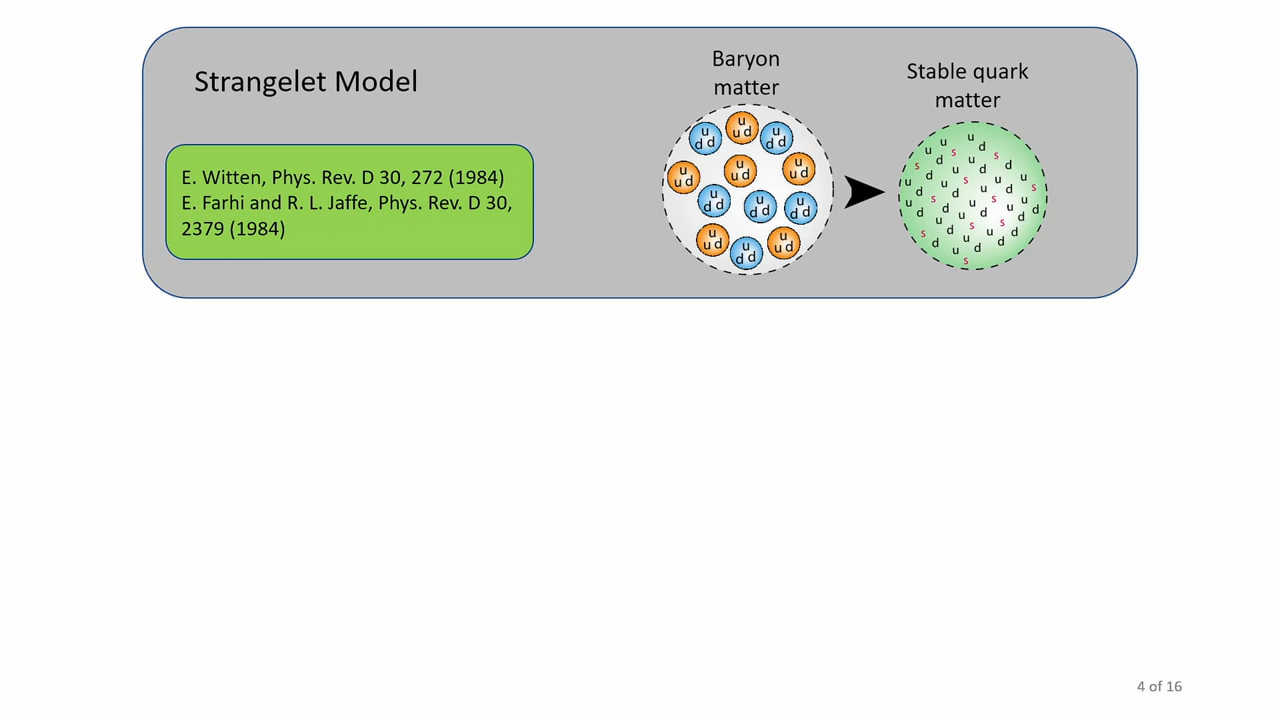 Strangelet Model
E. Witten, Phys. Rev. D 30, 272 (1984)
E. Farhi and R. L. Jaffe, Phys. Rev. D 30,
2379 (1984)
Baryon
matter
u
u d
u
d d
u
d d
u
u d
u
u d
u
u d
u
d d
u
d d
u
d d
u
u d
u
d d
u
u d
Stable quark
matter
u d
u s d s
s d u d
u d u d u u
u d u s u d s
u s d s u u
d d u d u d
u d s s d
s d u u d
u d
s
4 of 16